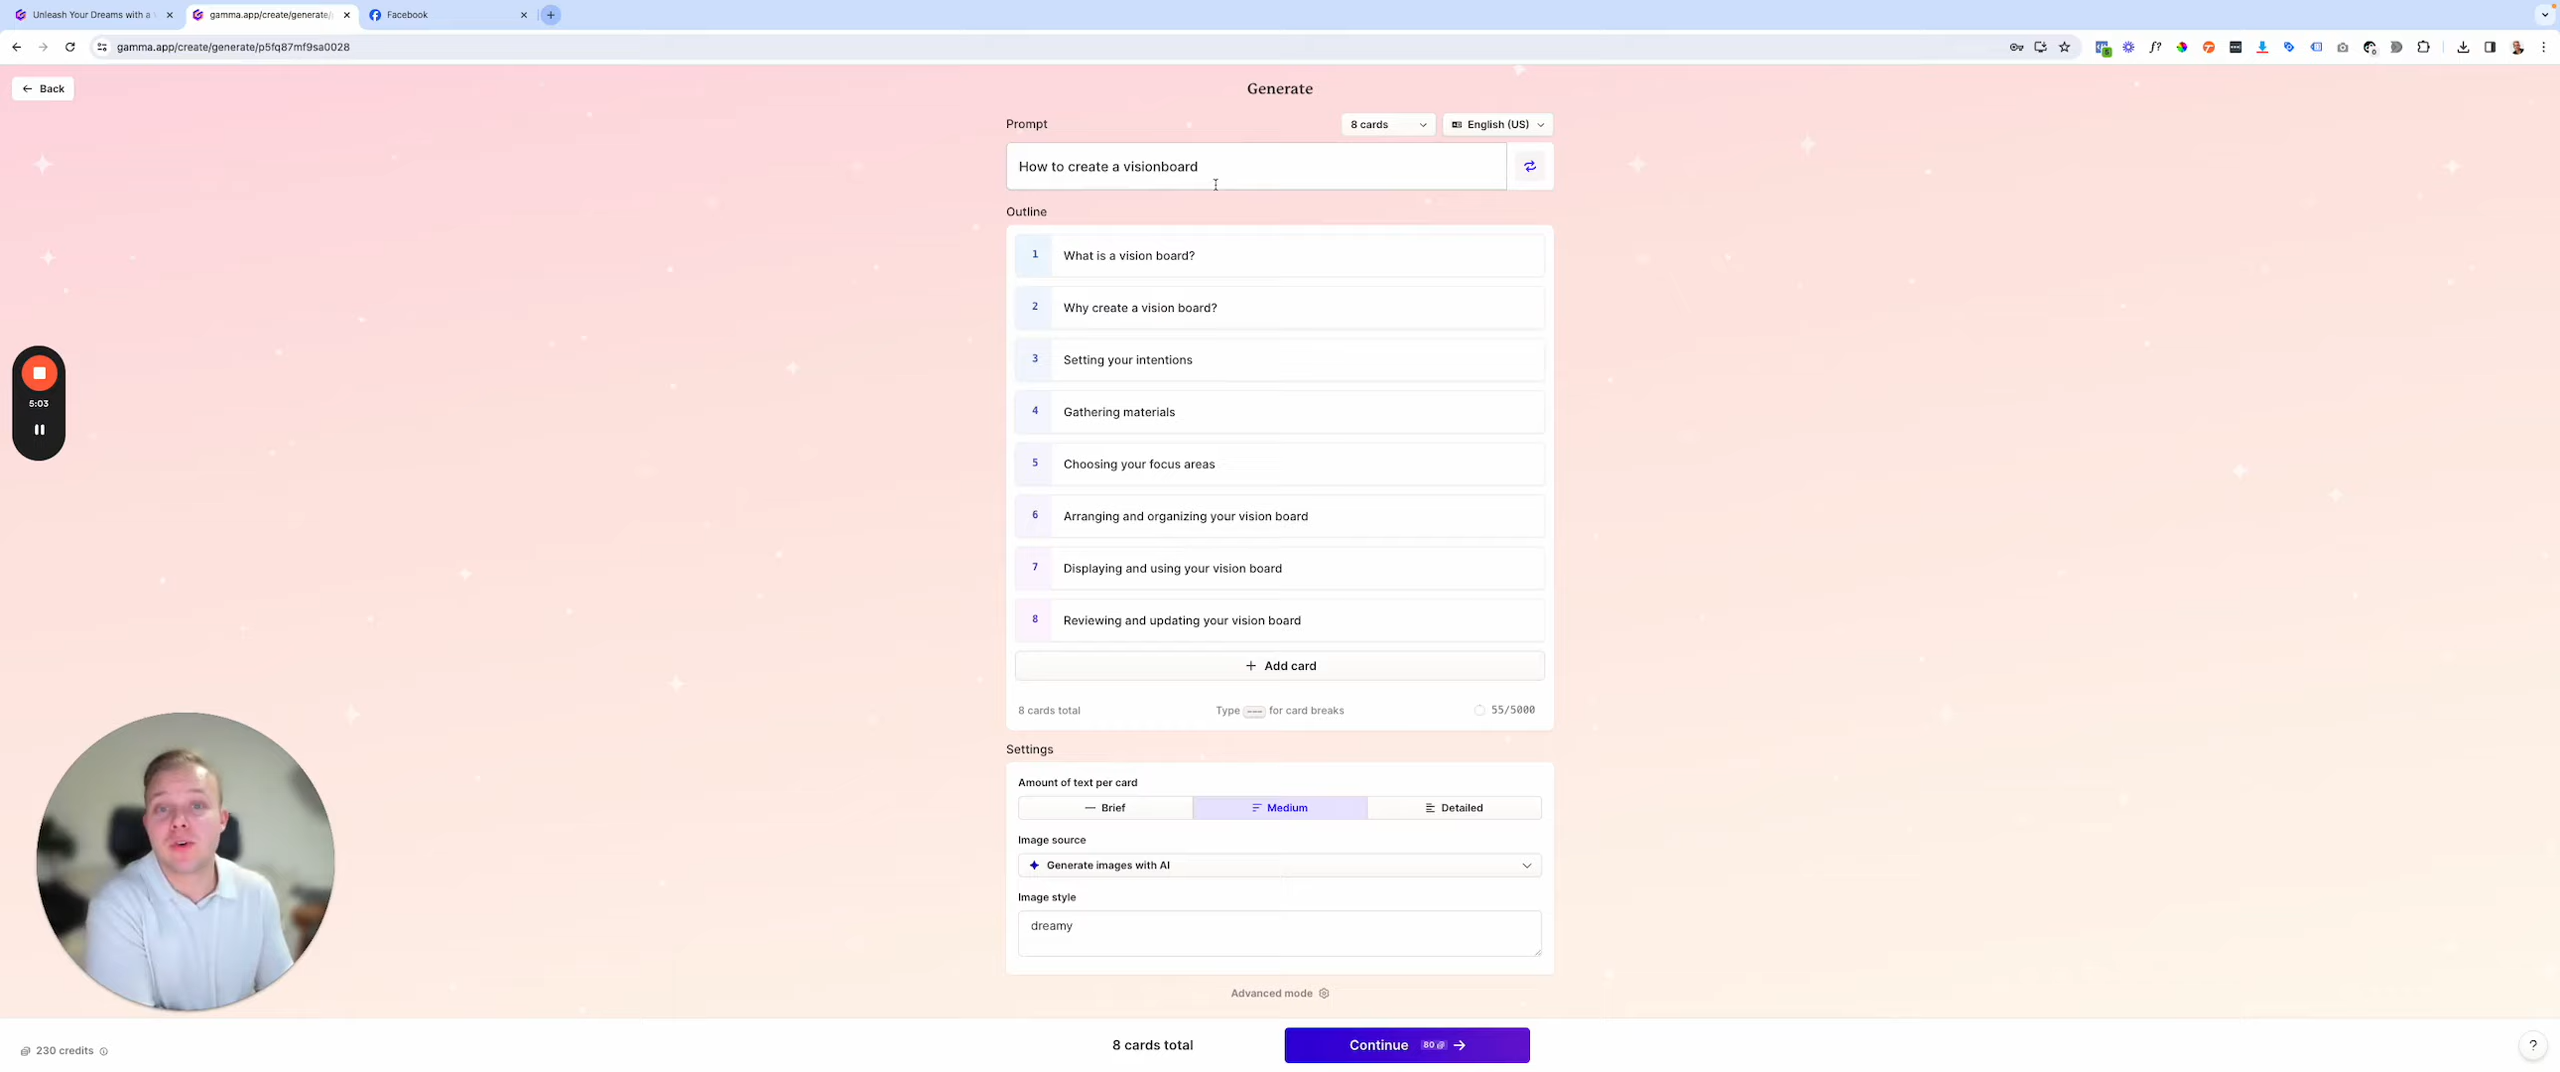 Unleash Your Dreams with a
gamma.app/create/generate/
Facebook
gamma.app/create/generate/p5fq87mf9sa0028
Back
Generate
Prompt
8 cards
English (US)
How to create a visionboard
Outline
1 What is a vision board?
2 Why create a vision board?
3 Setting your intentions
4 Gathering materials
5 Choosing your focus areas
6 Arranging and organizing your vision board
7 Displaying and using your vision board
8 Reviewing and updating your vision board
+ Add card
8 cards total
Type --- for card breaks
55/5000
5:03
Settings
Amount of text per card
Brief
Medium
Detailed
Image source
Generate images with AI
Image style
dreamy
Advanced mode
230 credits
8 cards total
Continue 80
?